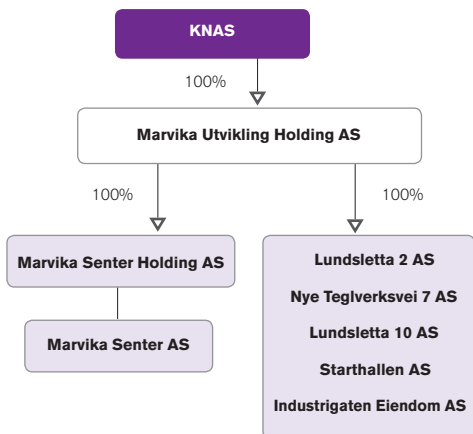 KNAS
100%
Marvika Utvikling Holding AS
100%
100%
Marvika Senter Holding AS
Marvika Senter AS
Lundsletta 2 AS
Nye Teglverksvei 7 AS
Lundsletta 10 AS
Starthallen AS
Industrigaten Eiendom AS